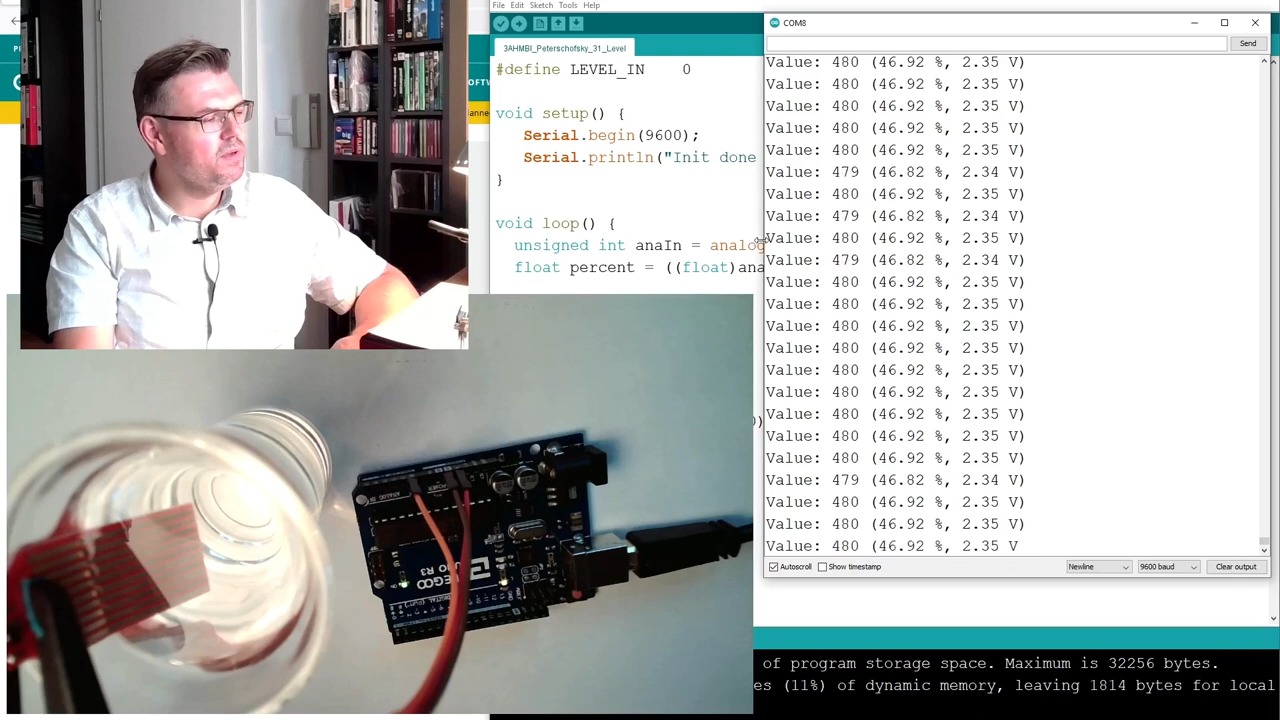 File Edit Sketch Tools Help
3AHMBI_Peterschofsky_31_Level
#define LEVEL_IN 0
void setup() {
Serial.begin(9600);
Serial.println("Init done
}
void loop() {
unsigned int anaIn = analog
float percent = ((float)ana
COM8
Send
Value: 480 (46.92 %, 2.35 V)
Value: 480 (46.92 %, 2.35 V)
Value: 480 (46.92 %, 2.35 V)
Value: 480 (46.92 %, 2.35 V)
Value: 480 (46.92 %, 2.35 V)
Value: 479 (46.82 %, 2.34 V)
Value: 480 (46.92 %, 2.35 V)
Value: 479 (46.82 %, 2.34 V)
Value: 480 (46.92 %, 2.35 V)
Value: 479 (46.82 %, 2.34 V)
Value: 480 (46.92 %, 2.35 V)
Value: 480 (46.92 %, 2.35 V)
Value: 480 (46.92 %, 2.35 V)
Value: 480 (46.92 %, 2.35 V)
Value: 480 (46.92 %, 2.35 V)
Value: 480 (46.92 %, 2.35 V)
Value: 480 (46.92 %, 2.35 V)
Value: 480 (46.92 %, 2.35 V)
Value: 480 (46.92 %, 2.35 V)
Value: 479 (46.82 %, 2.34 V)
Value: 480 (46.92 %, 2.35 V)
Value: 480 (46.92 %, 2.35 V)
Value: 480 (46.92 %, 2.35 V
Autoscroll Show timestamp Newline 9600 baud Clear output
of program storage space. Maximum is 32256 bytes.
es (11%) of dynamic memory, leaving 1814 bytes for local